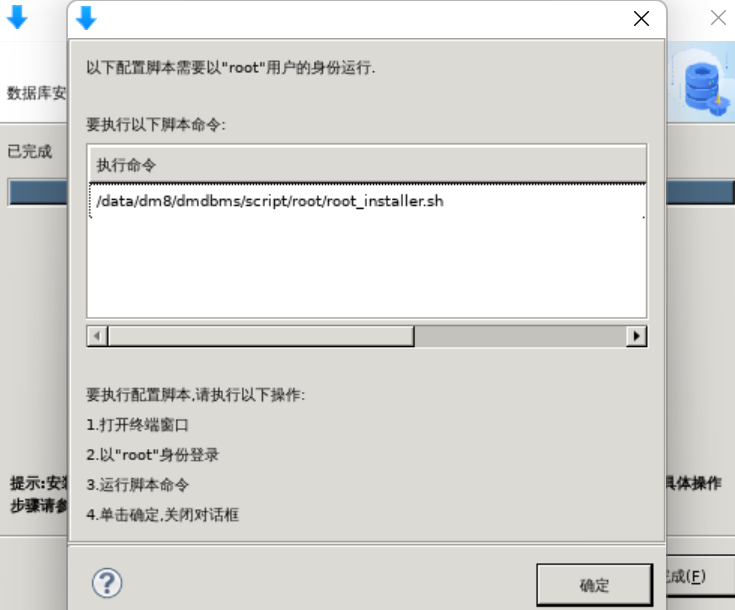 以下配置脚本需要以"root"用户的身份运行.
数据库安
要执行以下脚本命令:
已完成
执行命令
/data/dm8/dmdbms/script/root/root_installer.sh
要执行配置脚本,请执行以下操作:
1.打开终端窗口
2.以"root"身份登录
3.运行脚本命令
4.单击确定,关闭对话框
提示:安
具体操作
步骤请参
确定
成(F)